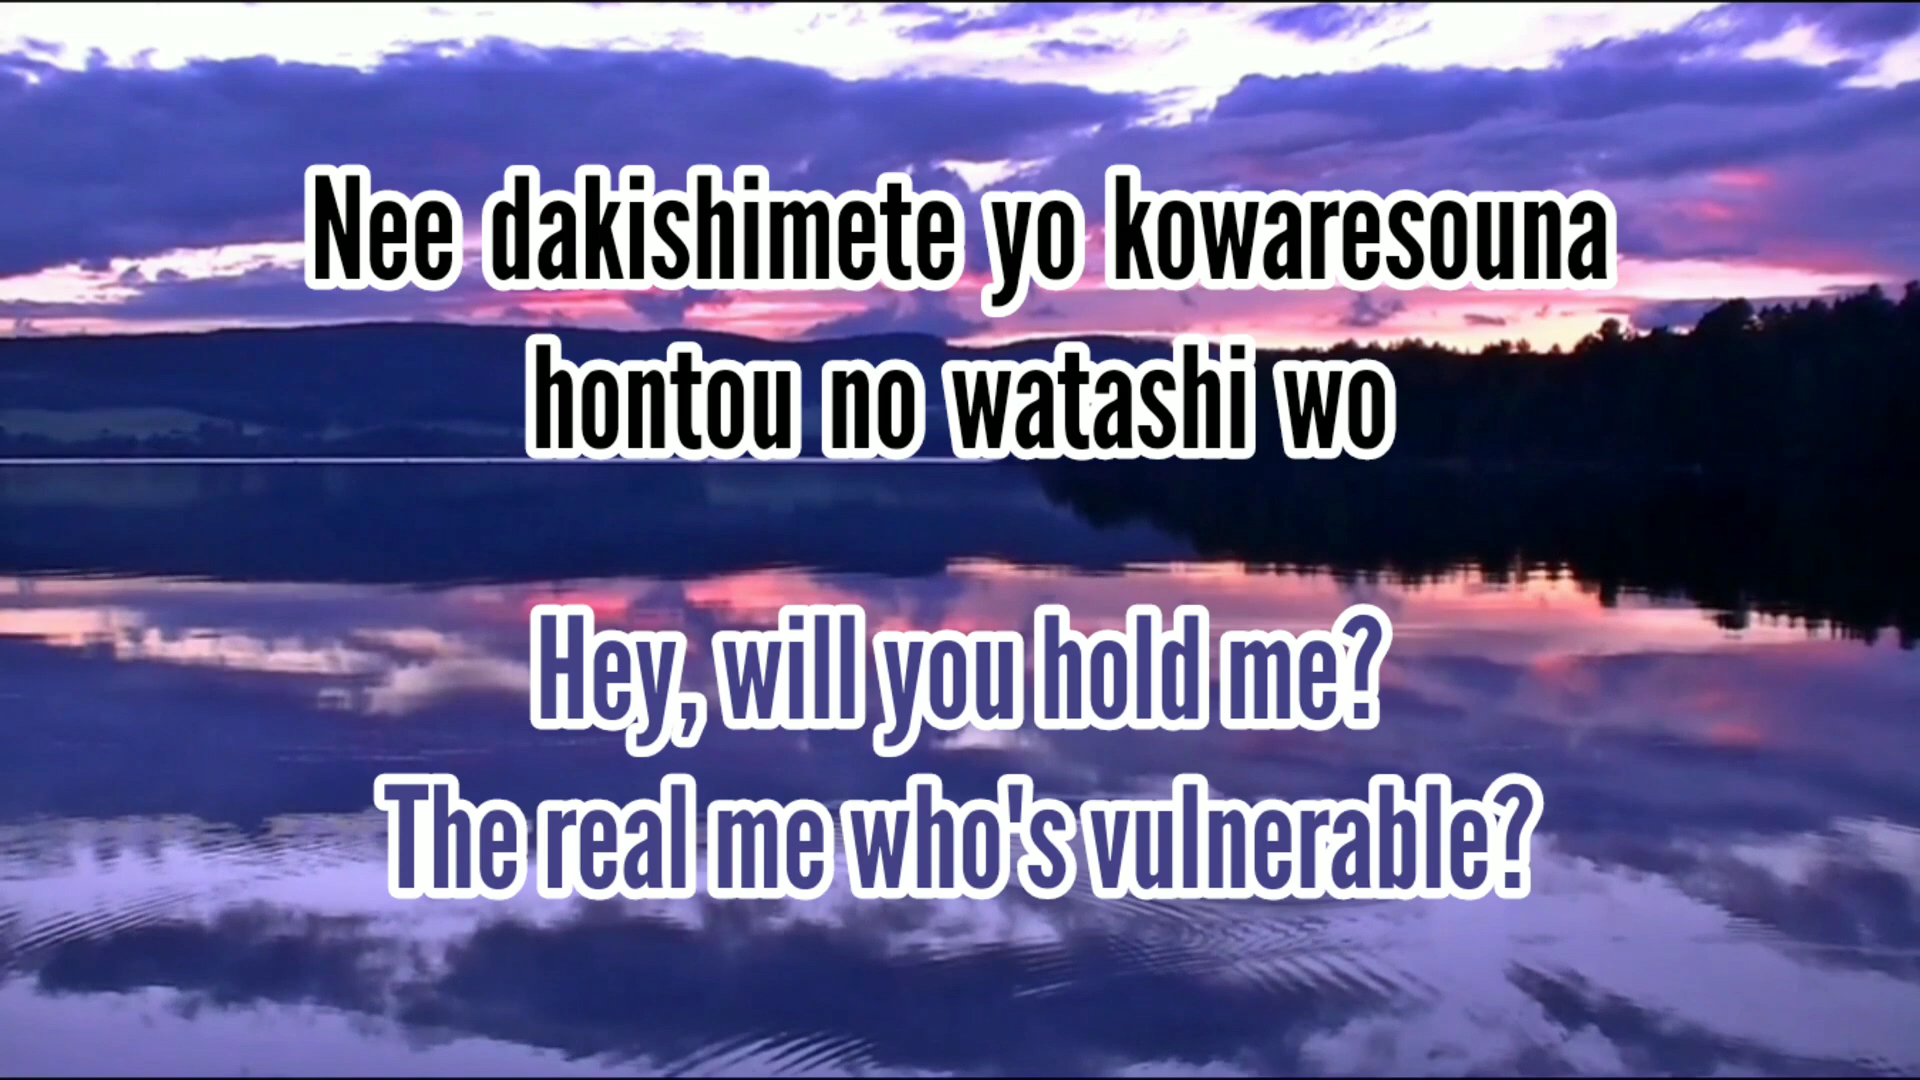 Nee dakishimete yo kowaresouna
hontou no watashi wo
Hey, will you hold me?
The real me who's vulnerable?